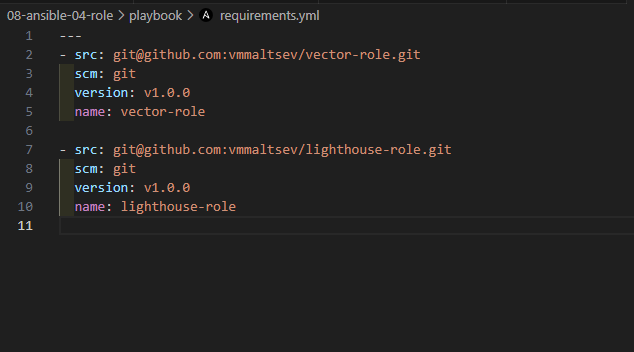 08-ansible-04-role > playbook > requirements.yml
1 ---
2 - src: git@github.com:vmmaltsev/vector-role.git
3 scm: git
4 version: v1.0.0
5 name: vector-role
6
7 - src: git@github.com:vmmaltsev/lighthouse-role.git
8 scm: git
9 version: v1.0.0
10 name: lighthouse-role
11